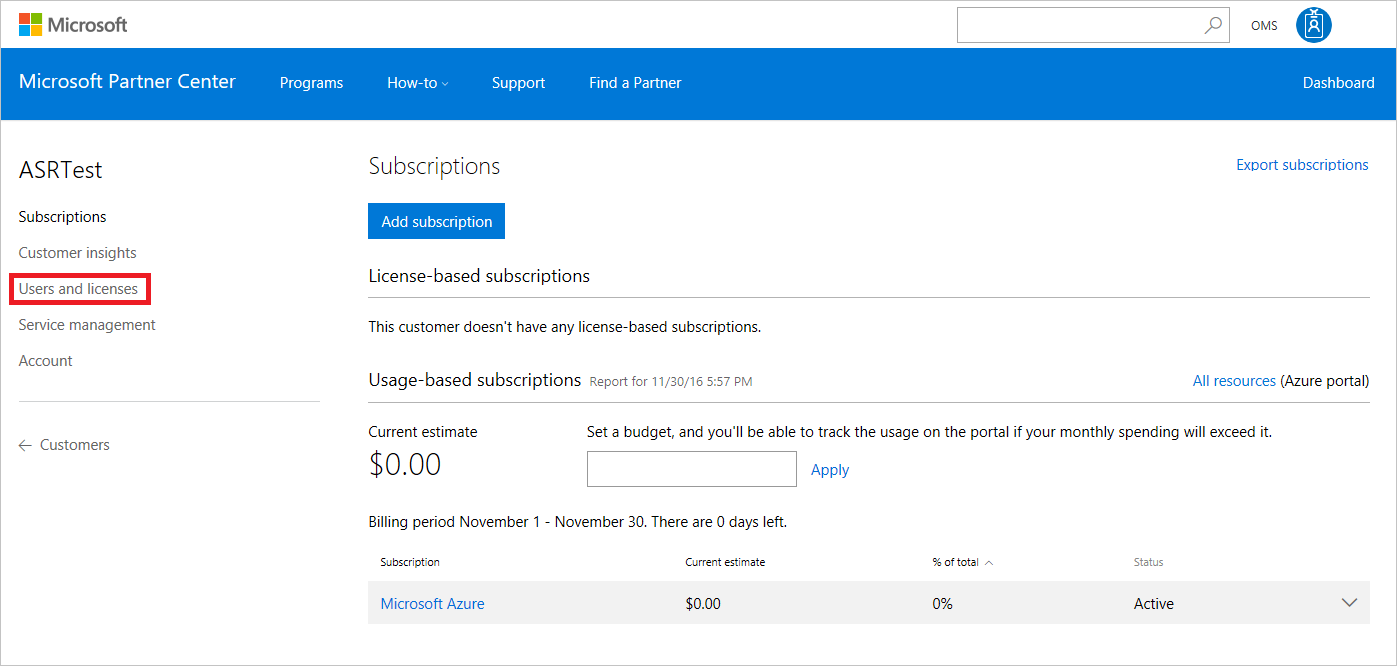 Microsoft
OMS
Microsoft Partner Center Programs How-to Support Find a Partner Dashboard
ASRTest
Subscriptions
Customer insights
Users and licenses
Service management
Account
Customers
Subscriptions
Export subscriptions
Add subscription
License-based subscriptions
This customer doesn't have any license-based subscriptions.
Usage-based subscriptions Report for 11/30/16 5:57 PM
All resources (Azure portal)
Current estimate
$0.00
Set a budget, and you'll be able to track the usage on the portal if your monthly spending will exceed it.
Apply
Billing period November 1 - November 30. There are 0 days left.
Subscription Current estimate % of total Status
Microsoft Azure $0.00 0% Active